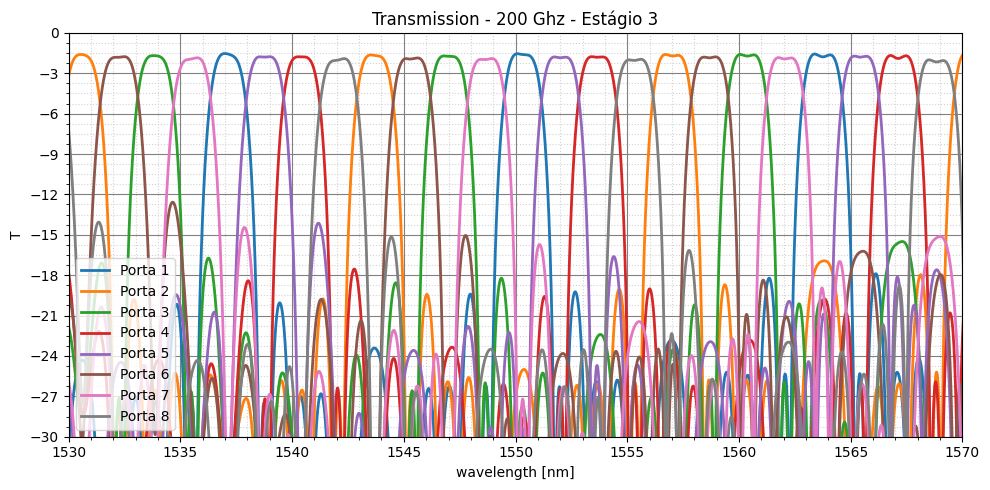 Transmission - 200 Ghz - Estágio 3
0
−3
−6
−9
−12
−15
−18
−21
−24
−27
−30
T
Porta 1
Porta 2
Porta 3
Porta 4
Porta 5
Porta 6
Porta 7
Porta 8
1530 1535 1540 1545 1550 1555 1560 1565 1570
wavelength [nm]